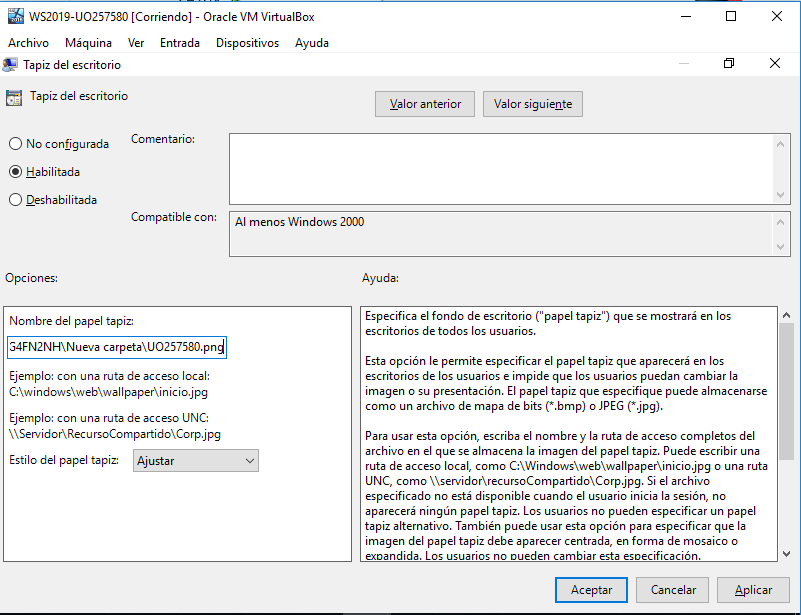 WS2019-UO257580 [Corriendo] - Oracle VM VirtualBox
Archivo Máquina Ver Entrada Dispositivos Ayuda
Tapiz del escritorio
Tapiz del escritorio
Valor anterior
Valor siguiente
No configurada
Habilitada
Deshabilitada
Comentario:
Compatible con:
Al menos Windows 2000
Opciones:
Ayuda:
Nombre del papel tapiz:
G4FN2NH\Nueva carpeta\UO257580.png
Ejemplo: con una ruta de acceso local:
C:\windows\web\wallpaper\inicio.jpg
Ejemplo: con una ruta de acceso UNC:
\\Servidor\RecursoCompartido\Corp.jpg
Estilo del papel tapiz:
Ajustar
Especifica el fondo de escritorio ("papel tapiz") que se mostrará en los
escritorios de todos los usuarios.
Esta opción le permite especificar el papel tapiz que aparecerá en los
escritorios de los usuarios e impide que los usuarios puedan cambiar la
imagen o su presentación. El papel tapiz que especifique puede almacenarse
como un archivo de mapa de bits (*.bmp) o JPEG (*.jpg).
Para usar esta opción, escriba el nombre y la ruta de acceso completos del
archivo en el que se almacena la imagen del papel tapiz. Puede escribir una
ruta de acceso local, como C:\Windows\web\wallpaper\inicio.jpg o una ruta
UNC, como \\servidor\recursoCompartido\Corp.jpg. Si el archivo
especificado no está disponible cuando el usuario inicia la sesión, no
aparecerá ningún papel tapiz. Los usuarios no pueden especificar un papel
tapiz alternativo. También puede usar esta opción para especificar que la
imagen del papel tapiz debe aparecer centrada, en forma de mosaico o
expandida. Los usuarios no pueden cambiar esta especificación.
Aceptar
Cancelar
Aplicar